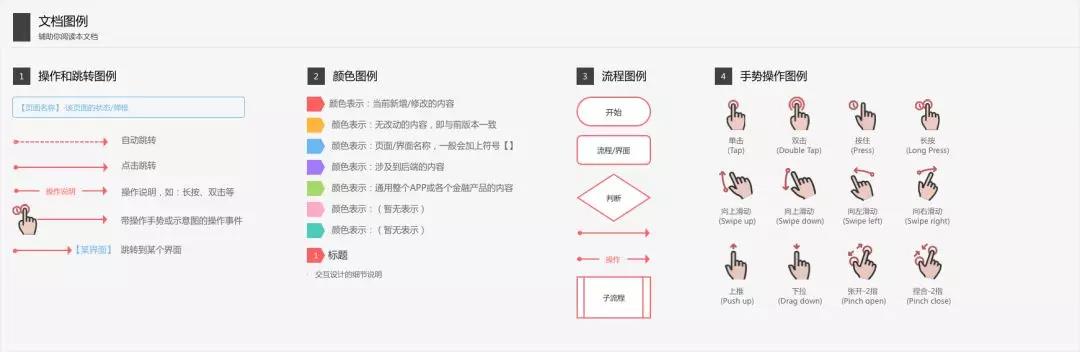 文档图例
辅助你阅读本文档
1 操作和跳转图例
【页面名称】-该页面的状态/弹框
自动跳转
点击跳转
操作说明 操作说明，如：长按、双击等
带操作手势或示意图的操作事件
【某界面】 跳转到某个界面
2 颜色图例
颜色表示：当前新增/修改的内容
颜色表示：无改动的内容，即与前版本一致
颜色表示：页面/界面名称，一般会加上符号【】
颜色表示：涉及到后端的内容
颜色表示：通用整个APP或各个金融产品的内容
颜色表示：（暂无表示）
颜色表示：（暂无表示）
1 标题
· 交互设计的细节说明
3 流程图例
开始
流程/界面
判断
操作
子流程
4 手势操作图例
单击 双击 按住 长按
(Tap) (Double Tap) (Press) (Long Press)
向上滑动 向上滑动 向左滑动 向右滑动
(Swipe up) (Swipe down) (Swipe left) (Swipe right)
上推 下拉 张开-2指 捏合-2指
(Push up) (Drag down) (Pinch open) (Pinch close)